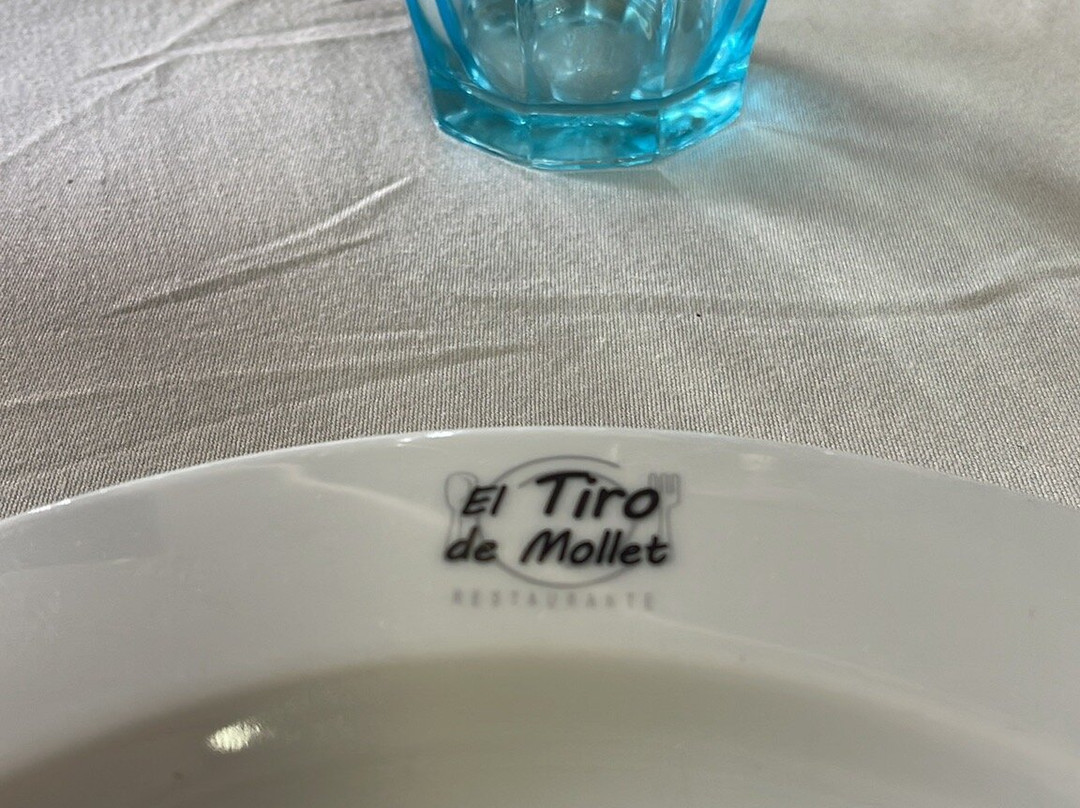 El Tiro
de Mollet
RESTAURANTE